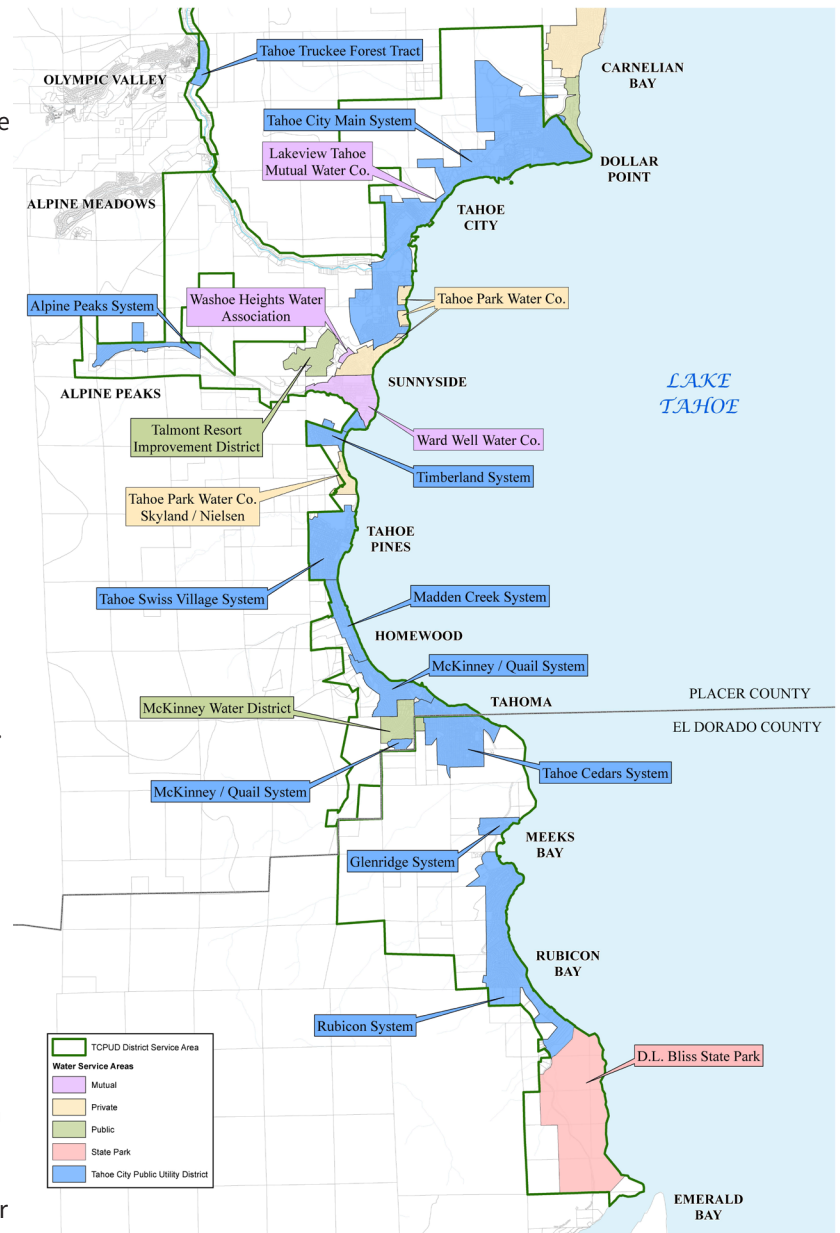 Tahoe Truckee Forest Tract
OLYMPIC VALLEY
CARNELIAN
BAY
e
Tahoe City Main System
Lakeview Tahoe
Mutual Water Co.
DOLLAR
POINT
ALPINE MEADOWS
TAHOE
CITY
Alpine Peaks System
Washoe Heights Water
Association
Tahoe Park Water Co.
ALPINE PEAKS
SUNNYSIDE
LAKE
TAHOE
Talmont Resort
Improvement District
Ward Well Water Co.
Timberland System
Tahoe Park Water Co.
Skyland / Nielsen
TAHOE
PINES
Tahoe Swiss Village System
Madden Creek System
HOMEWOOD
McKinney / Quail System
McKinney Water District
TAHOMA
PLACER COUNTY
EL DORADO COUNTY
McKinney / Quail System
Tahoe Cedars System
MEEKS
BAY
Glenridge System
RUBICON
BAY
Rubicon System
D.L. Bliss State Park
TCPUD District Service Area
Water Service Areas
Mutual
Private
Public
State Park
Tahoe City Public Utility District
EMERALD
BAY
r